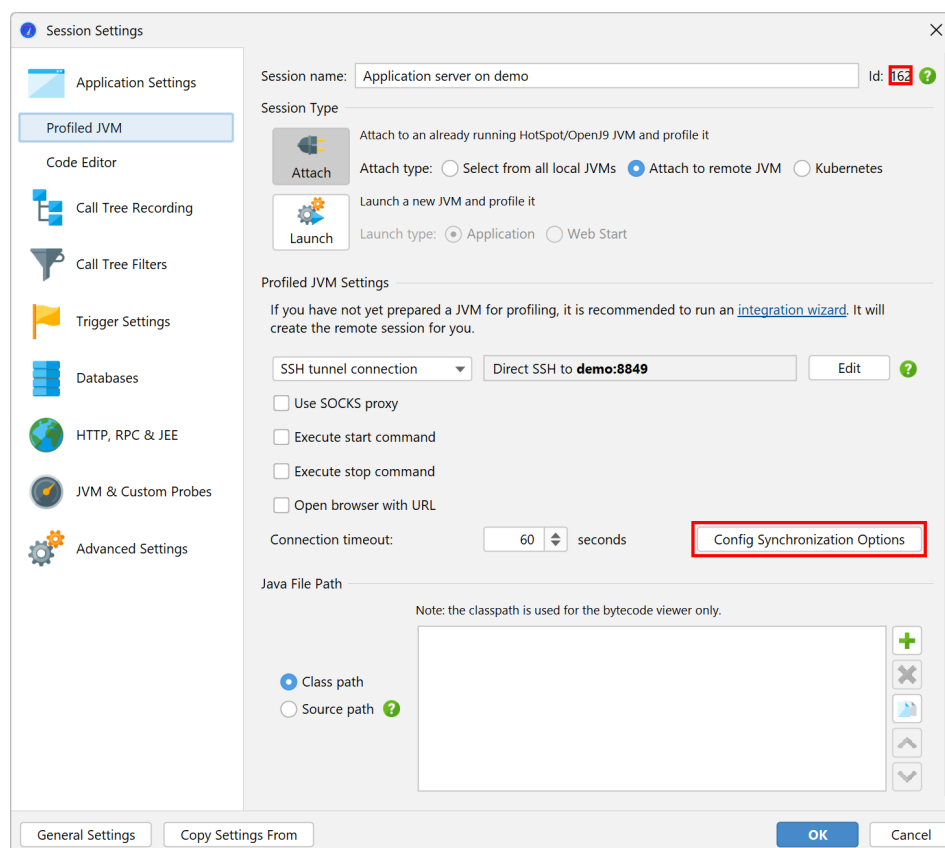 Session Settings
Application Settings
Profiled JVM
Code Editor
Call Tree Recording
Call Tree Filters
Trigger Settings
Databases
HTTP, RPC & JEE
JVM & Custom Probes
Advanced Settings
Session name: Application server on demo Id: 162
Session Type
Attach
Attach to an already running HotSpot/OpenJ9 JVM and profile it
Attach type: Select from all local JVMs Attach to remote JVM Kubernetes
Launch
Launch a new JVM and profile it
Launch type: Application Web Start
Profiled JVM Settings
If you have not yet prepared a JVM for profiling, it is recommended to run an integration wizard. It will
create the remote session for you.
SSH tunnel connection Direct SSH to demo:8849 Edit
Use SOCKS proxy
Execute start command
Execute stop command
Open browser with URL
Connection timeout: 60 seconds Config Synchronization Options
Java File Path
Note: the classpath is used for the bytecode viewer only.
Class path
Source path
General Settings Copy Settings From OK Cancel